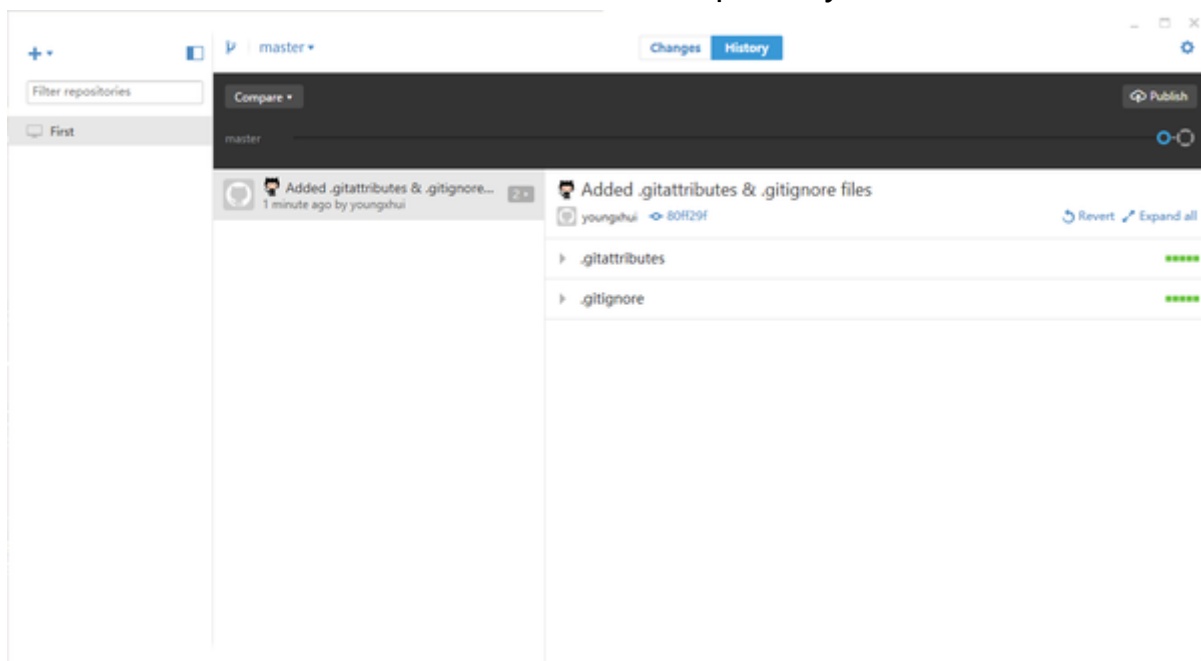 master
Changes
History
Filter repositories
Compare
Publish
First
master
Added .gitattributes & .gitignore...
2
1 minute ago by youngxhui
Added .gitattributes & .gitignore files
youngxhui
80ff29f
Revert
Expand all
.gitattributes
.gitignore